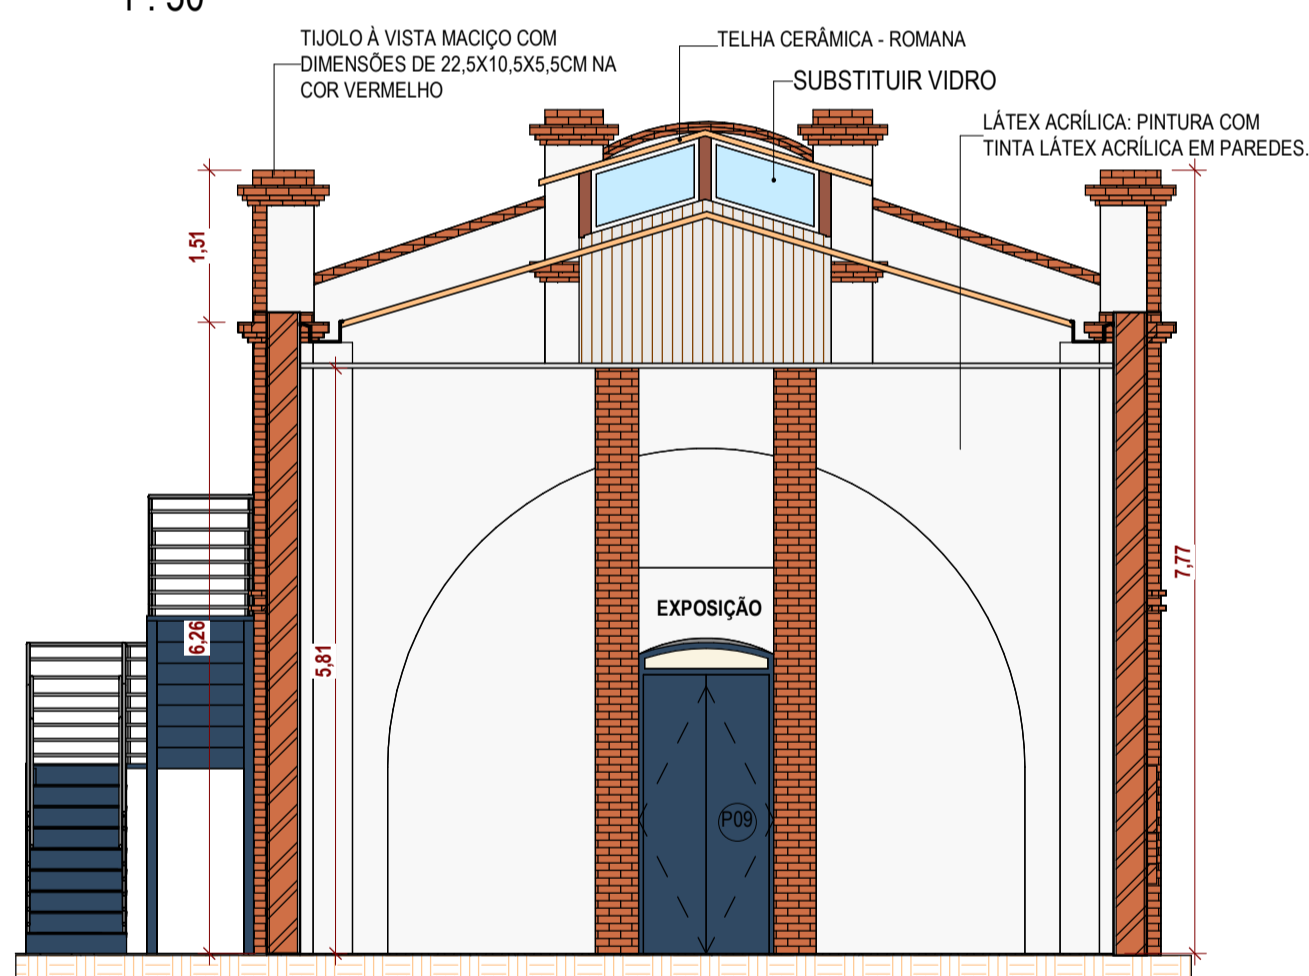 1 : 50
TIJOLO À VISTA MACIÇO COM
DIMENSÕES DE 22,5X10,5X5,5CM NA
COR VERMELHO
TELHA CERÂMICA - ROMANA
SUBSTITUIR VIDRO
LÁTEX ACRÍLICA: PINTURA COM
TINTA LÁTEX ACRÍLICA EM PAREDES.
1,51
6,26
5,81
7,77
EXPOSIÇÃO
P09